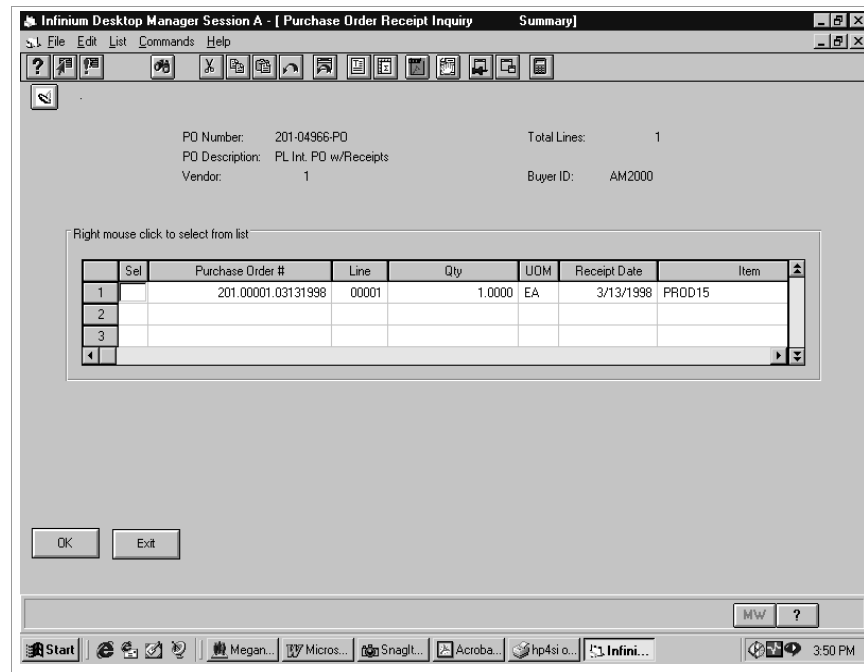 Infinium Desktop Manager Session A - [ Purchase Order Receipt Inquiry Summary]
File Edit List Commands Help
PO Number: 201-04966-PO Total Lines: 1
PO Description: PL Int. PO w/Receipts
Vendor: 1 Buyer ID: AM2000
Right mouse click to select from list
Sel Purchase Order # Line Qty UOM Receipt Date Item
1 201.00001.03131998 00001 1.0000 EA 3/13/1998 PROD15
2
3
OK Exit
MW ?
Start Megan... Micros... SnagIt... Acroba... hp4si o... Infini... 3:50 PM